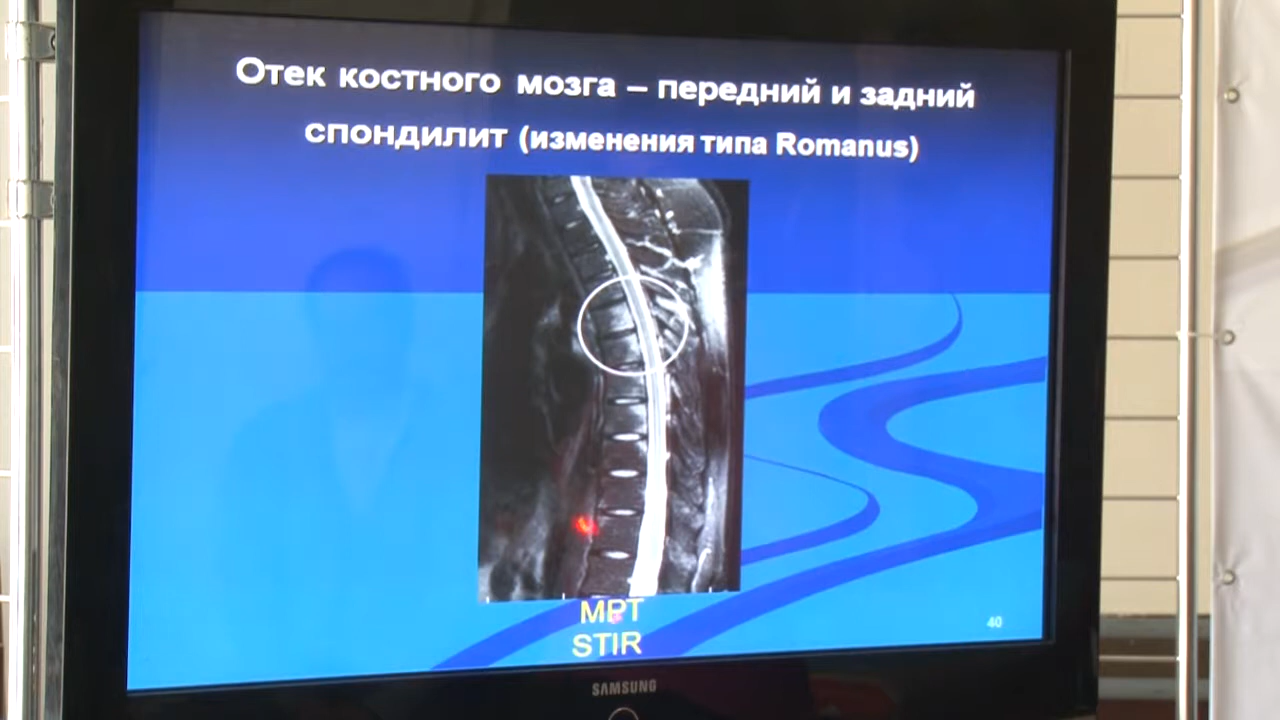 Отек костного мозга – передний и задний
спондилит (изменения типа Romanus)
МРТ
STIR
40
SAMSUNG